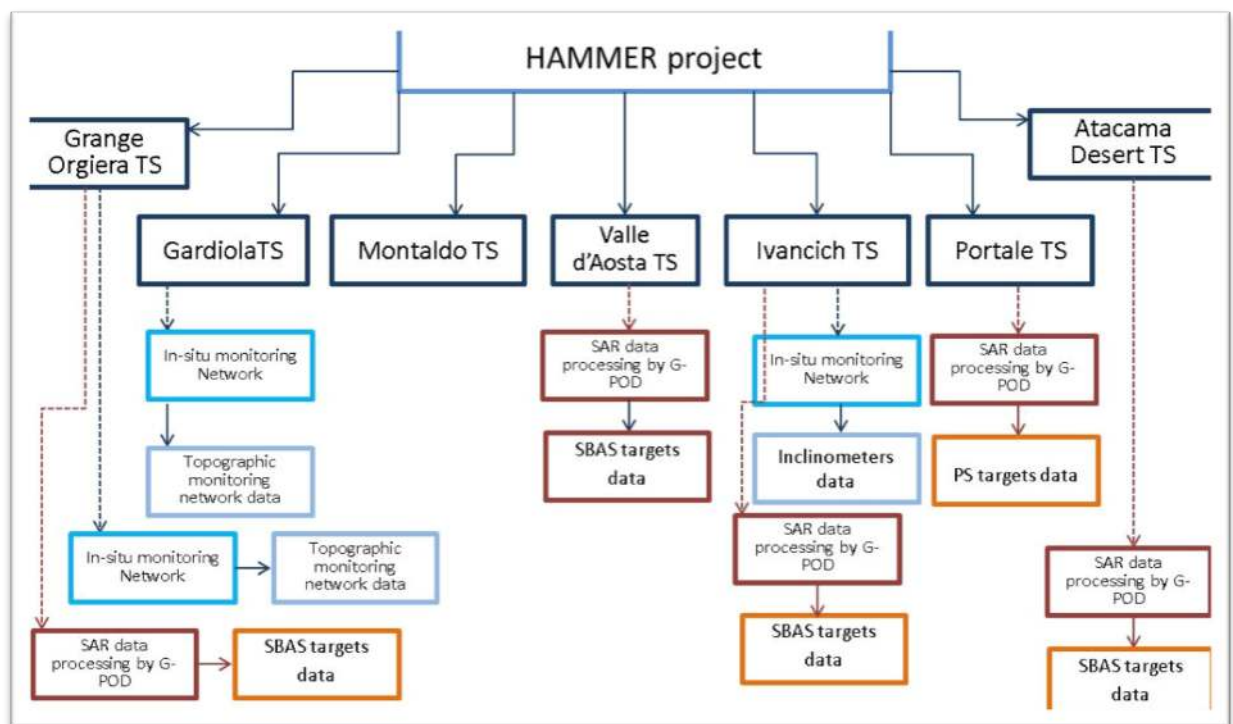 HAMMER project
Grange
Orgiera TS
Atacama
Desert TS
GardiolaTS
Montaldo TS
Valle
d'Aosta TS
Ivancich TS
Portale TS
In-situ monitoring
Network
SAR data
processing by G-
POD
In-situ monitoring
Network
SAR data
processing by G-
POD
Topographic
monitoring
network data
SBAS targets
data
Inclinometers
data
PS targets data
In-situ monitoring
Network
Topographic
monitoring
network data
SAR data
processing by G-
POD
SAR data
processing by G-
POD
SAR data
processing by G-
POD
SBAS targets
data
SBAS targets
data
SBAS targets
data